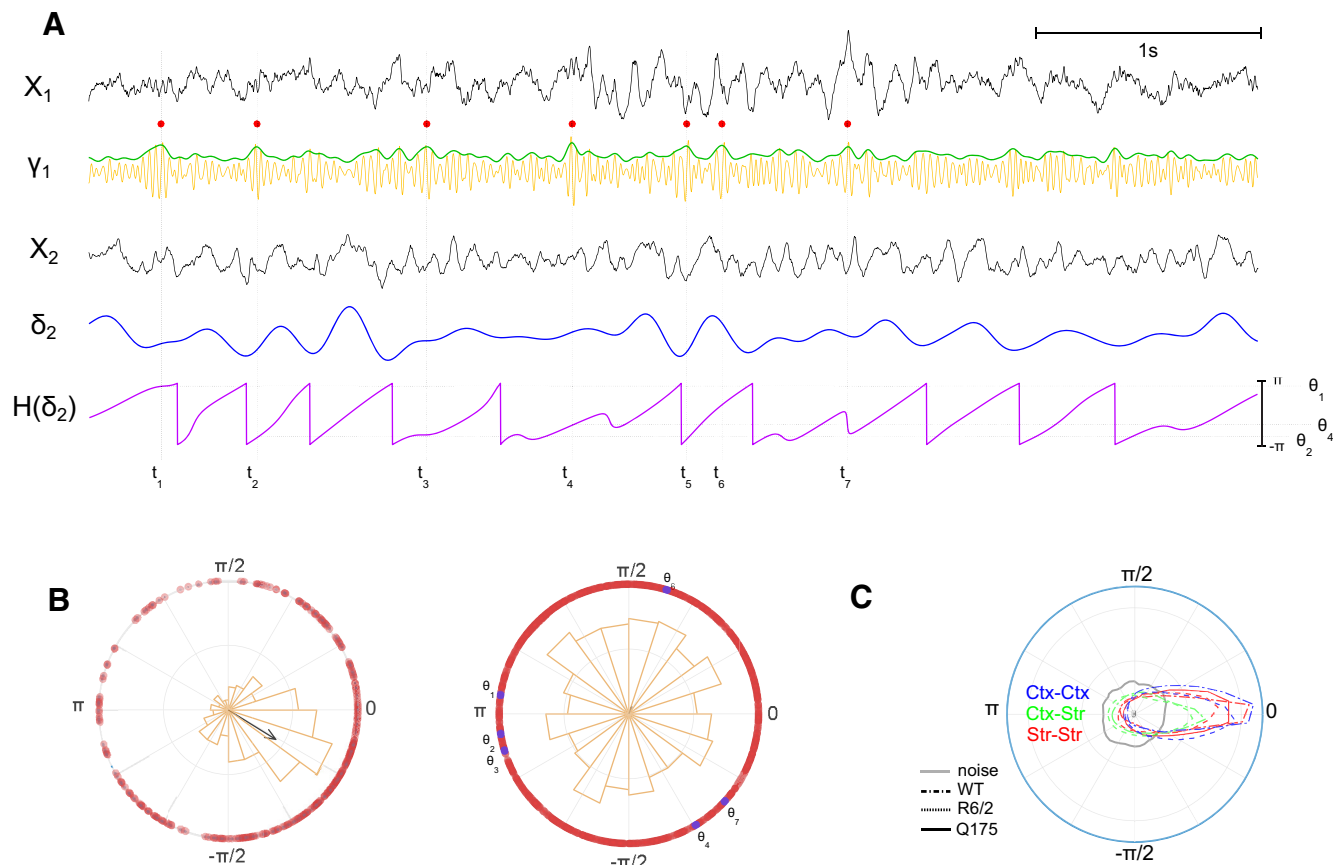 A
1s
X1
γ1
X2
δ2
H(δ2)
π θ1
θ4
-π θ2
t1 t2 t3 t4 t5 t6 t7
B
π/2
π 0
-π/2
π/2
θ6
θ1
π 0
θ2
θ3
θ7
θ4
-π/2
C
π/2
Ctx-Ctx
Ctx-Str
Str-Str
π 0
noise
WT
R6/2
Q175
-π/2